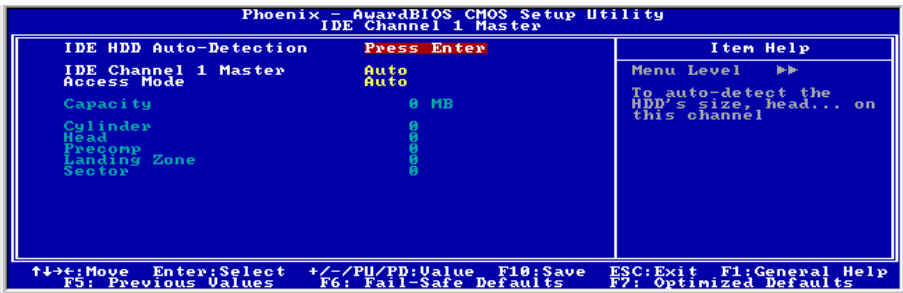 Phoenix - AwardBIOS CMOS Setup Utility
IDE Channel 1 Master
IDE HDD Auto-Detection Press Enter
IDE Channel 1 Master Auto
Access Mode Auto
Capacity 0 MB
Cylinder 0
Head 0
Precomp 0
Landing Zone 0
Sector 0
Item Help
Menu Level ►►
To auto-detect the
HDD's size, head... on
this channel
↑↓→←:Move Enter:Select +/-/PU/PD:Value F10:Save ESC:Exit F1:General Help
F5: Previous Values F6: Fail-Safe Defaults F7: Optimized Defaults